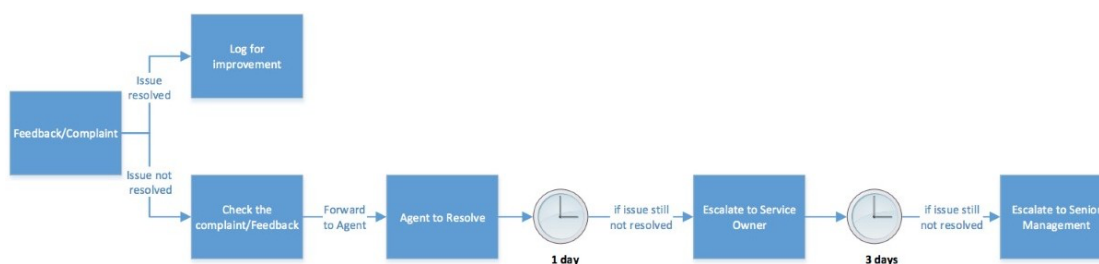 Log for
improvement
Issue
resolved
Feedback/Complaint
Issue not
resolved
Check the
complaint/Feedback
Forward
to Agent
Agent to Resolve
1 day
if issue still
not resolved
Escalate to Service
Owner
3 days
if issue still
not resolved
Escalate to Senior
Management